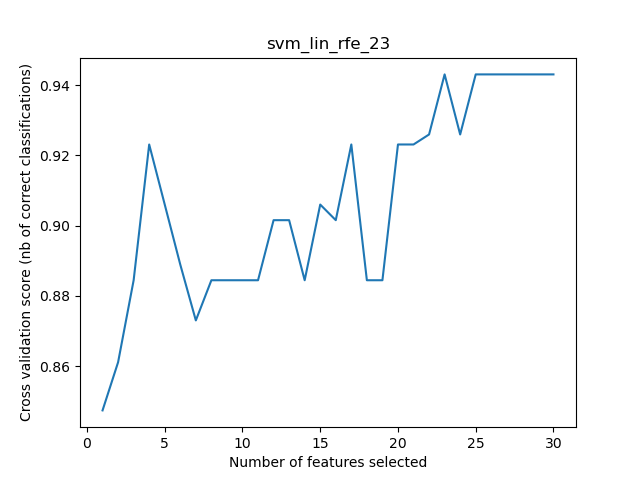 svm_lin_rfe_23
Cross validation score (nb of correct classifications)
0.94
0.92
0.90
0.88
0.86
0 5 10 15 20 25 30
Number of features selected